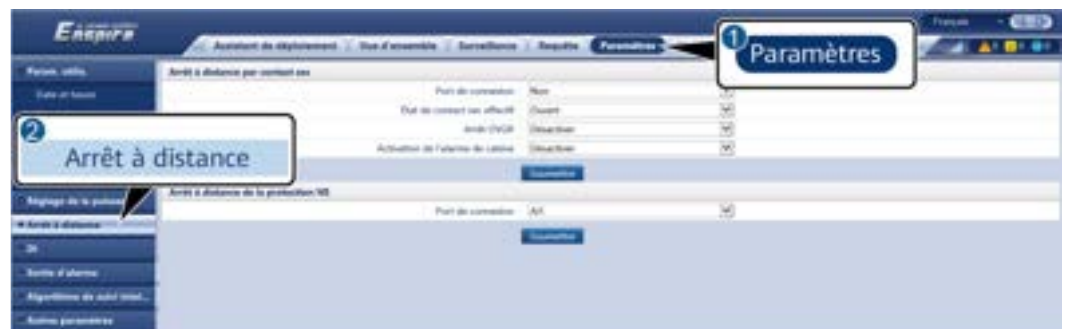 Enspire
Français
Assistant de déploiement
Vue d'ensemble
Surveillance
Requête
Paramètres
1
Paramètres
Param. utilis.
Date et heure
2
Arrêt à distance
Réglage de la
Arrêt à distance
DI
Sortie d'alarme
Algorithme de suivi intel...
Autres paramètres
Arrêt à distance par contact sec
Port de connexion
Non
État de contact sec effectif
Ouvert
Arrêt OVGR
Désactiver
Activation de l'alarme de cabine
Désactiver
Soumettre
Arrêt à distance de la protection NS
Port de connexion
Soumettre